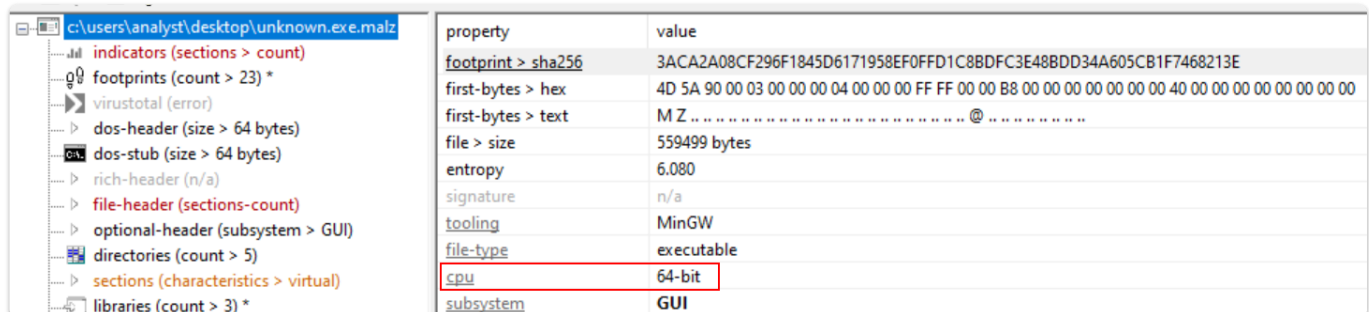 c:\users\analyst\desktop\unknown.exe.malz
indicators (sections > count)
footprints (count > 23) *
virustotal (error)
dos-header (size > 64 bytes)
dos-stub (size > 64 bytes)
rich-header (n/a)
file-header (sections-count)
optional-header (subsystem > GUI)
directories (count > 5)
sections (characteristics > virtual)
libraries (count > 3) *
property value
footprint > sha256 3ACA2A08CF296F1845D6171958EF0FFD1C8BDFC3E48BDD34A605CB1F7468213E
first-bytes > hex 4D 5A 90 00 03 00 00 00 04 00 00 00 FF FF 00 00 B8 00 00 00 00 00 00 00 40 00 00 00 00 00 00 00
first-bytes > text M Z .. .. .. .. .. .. .. .. .. .. .. .. .. .. .. .. .. .. .. .. .. .. @ .. .. .. .. .. .. ..
file > size 559499 bytes
entropy 6.080
signature n/a
tooling MinGW
file-type executable
cpu 64-bit
subsystem GUI